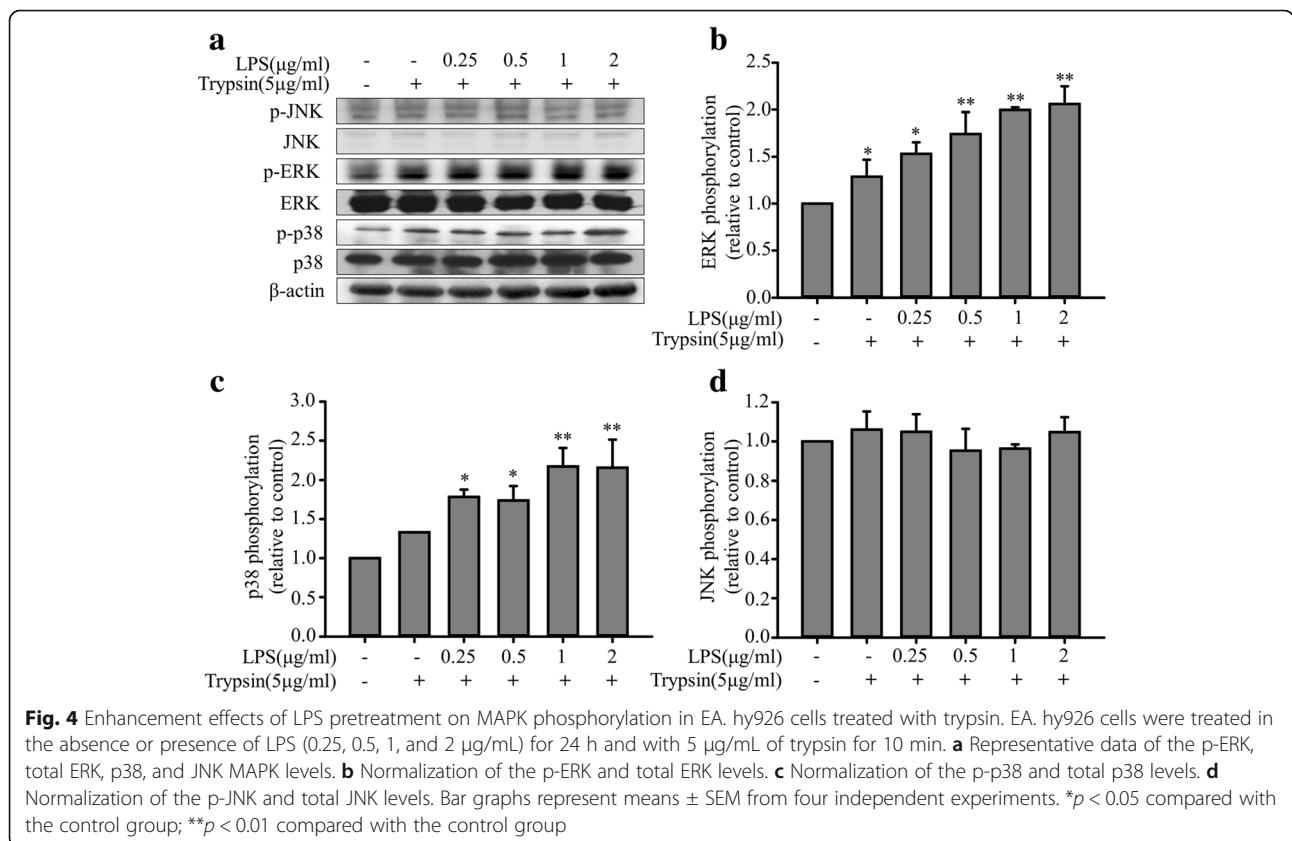 a
LPS(μg/ml) - - 0.25 0.5 1 2
Trypsin(5μg/ml) - + + + + +
p-JNK
JNK
p-ERK
ERK
p-p38
p38
β-actin
b
ERK phosphorylation
(relative to control)
2.5
2.0
1.5
1.0
0.5
0.0
* * ** ** **
LPS(μg/ml) - - 0.25 0.5 1 2
Trypsin(5μg/ml) - + + + + +
c
p38 phosphorylation
(relative to control)
3.0
2.5
2.0
1.5
1.0
0.5
0.0
* * ** **
LPS(μg/ml) - - 0.25 0.5 1 2
Trypsin(5μg/ml) - + + + + +
d
JNK phosphorylation
(relative to control)
1.2
1.0
0.8
0.6
0.4
0.2
0.0
LPS(μg/ml) - - 0.25 0.5 1 2
Trypsin(5μg/ml) - + + + + +
Fig. 4 Enhancement effects of LPS pretreatment on MAPK phosphorylation in EA. hy926 cells treated with trypsin. EA. hy926 cells were treated in
the absence or presence of LPS (0.25, 0.5, 1, and 2 μg/mL) for 24 h and with 5 μg/mL of trypsin for 10 min. a Representative data of the p-ERK,
total ERK, p38, and JNK MAPK levels. b Normalization of the p-ERK and total ERK levels. c Normalization of the p-p38 and total p38 levels. d
Normalization of the p-JNK and total JNK levels. Bar graphs represent means ± SEM from four independent experiments. *p < 0.05 compared with
the control group; **p < 0.01 compared with the control group